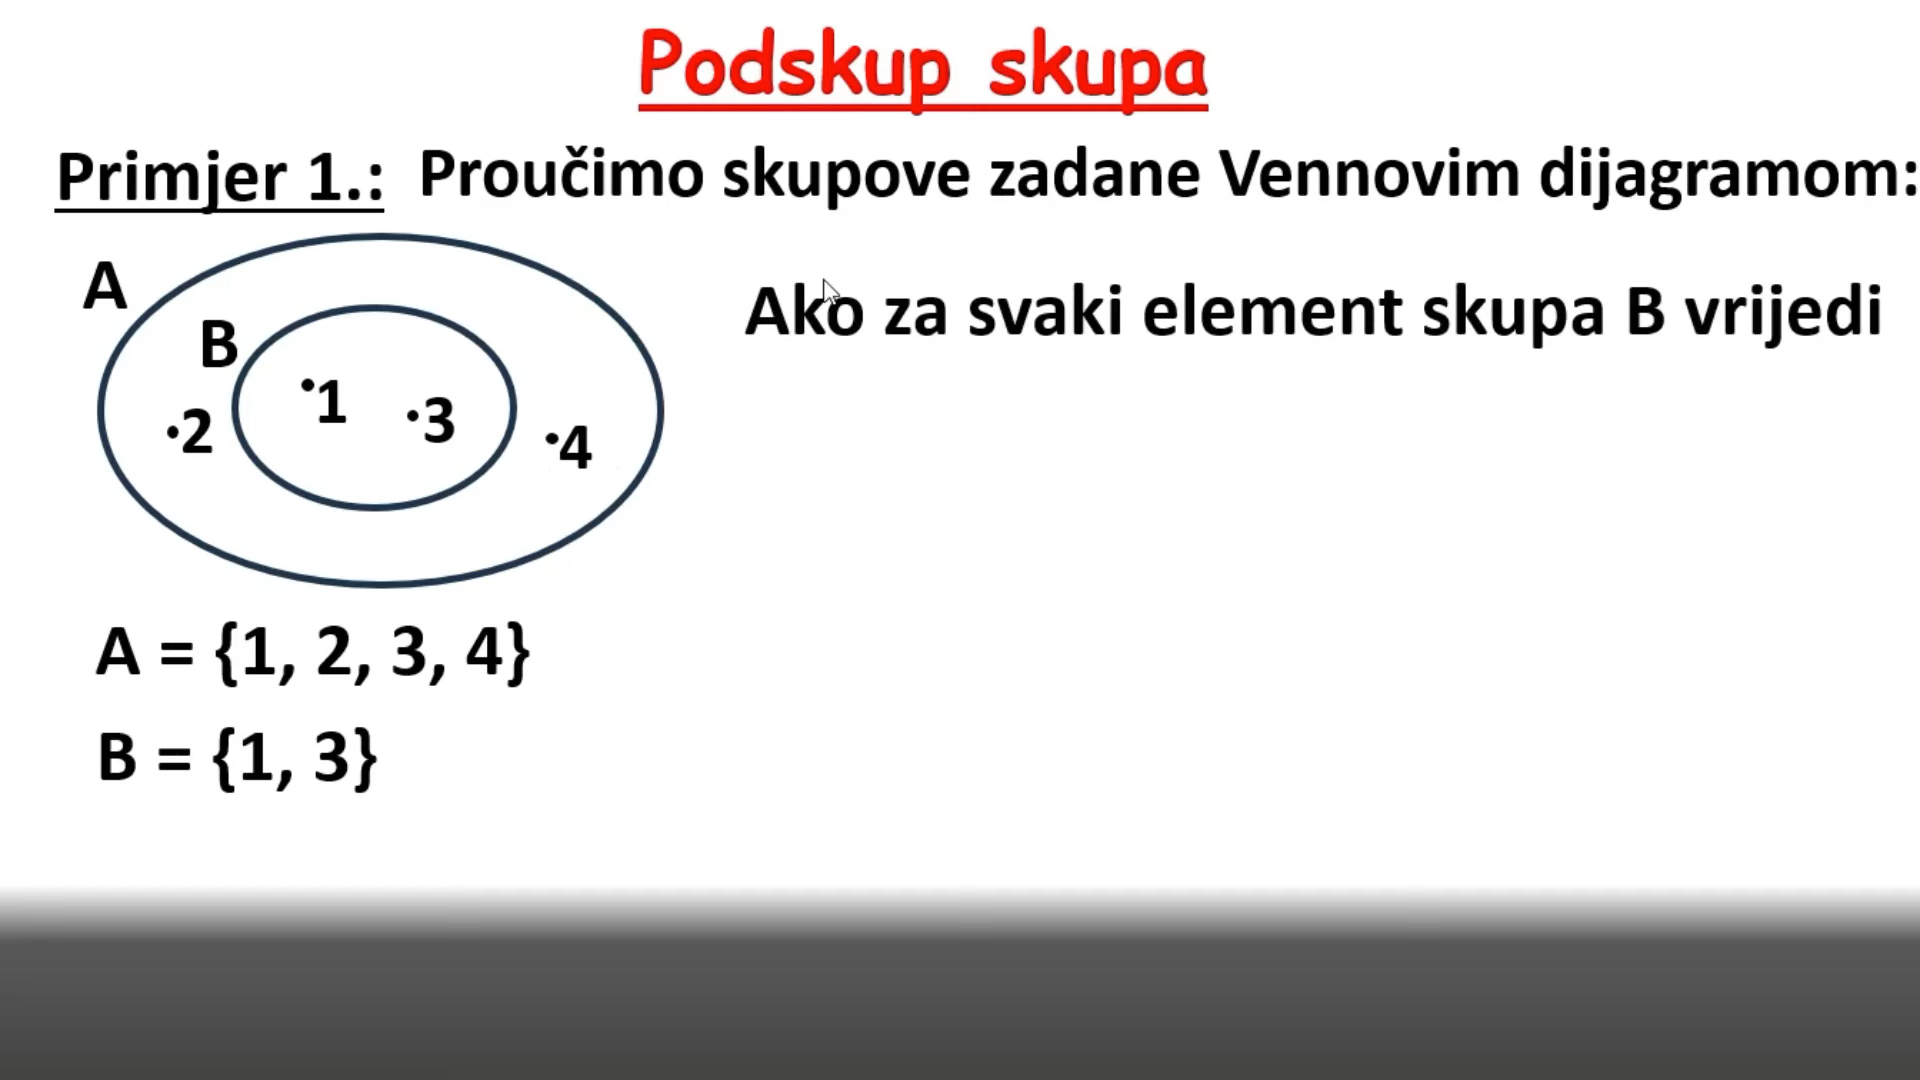 Podskup skupa
Primjer 1.: Proučimo skupove zadane Vennovim dijagramom:
A
B
1
3
2
4
Ako za svaki element skupa B vrijedi
A = {1, 2, 3, 4}
B = {1, 3}